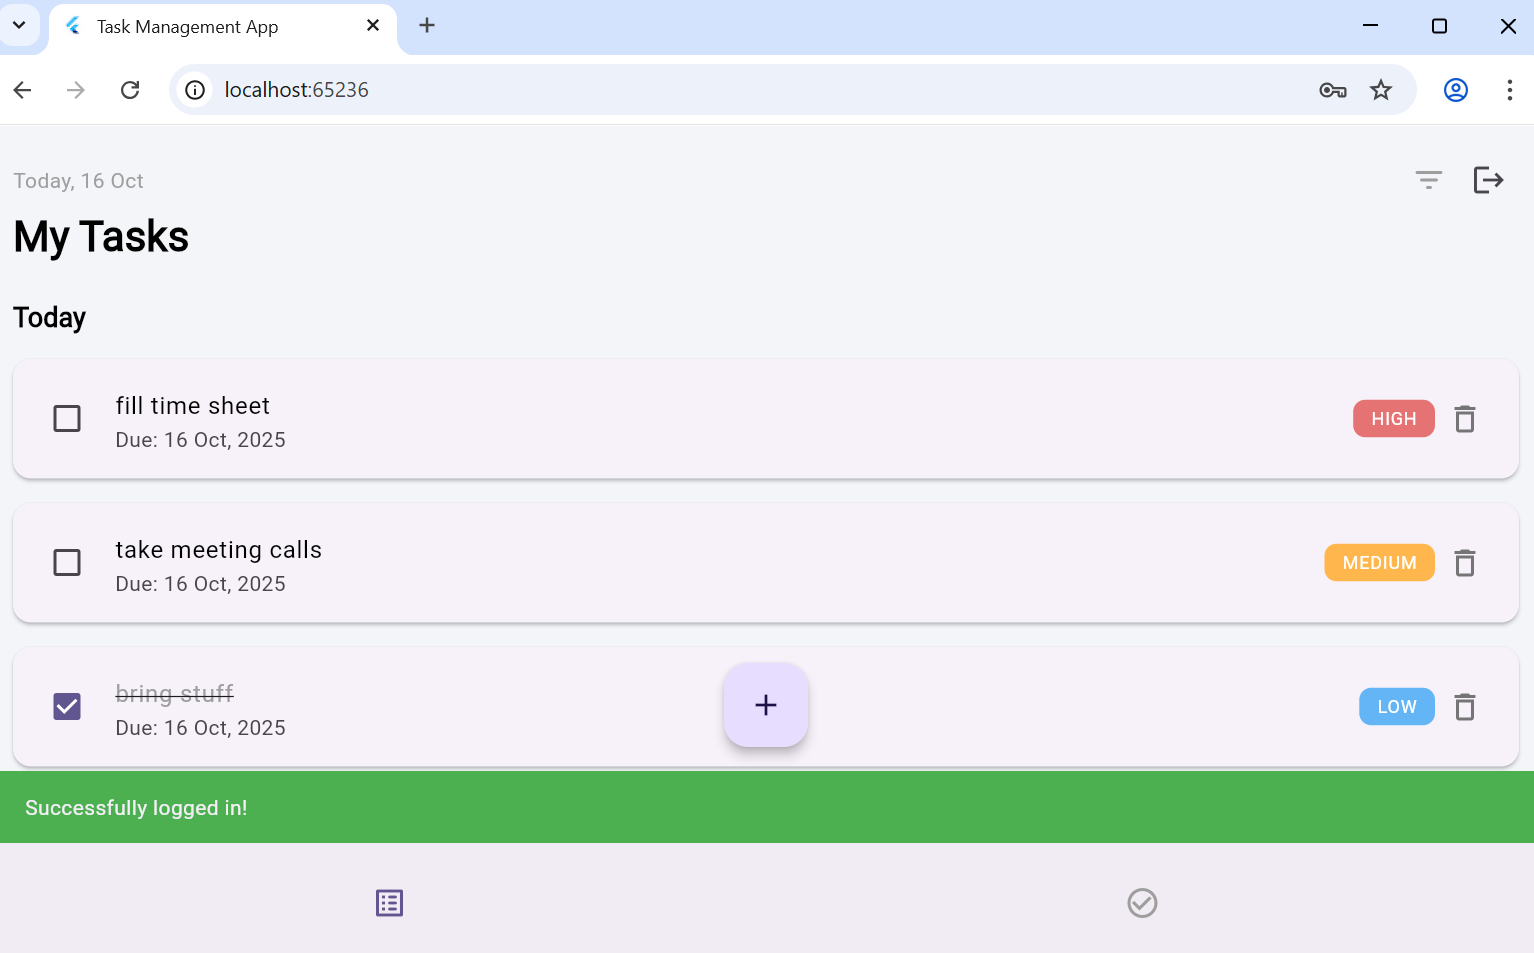 Task Management App
localhost:65236
Today, 16 Oct
My Tasks
Today
fill time sheet
Due: 16 Oct, 2025
HIGH
take meeting calls
Due: 16 Oct, 2025
MEDIUM
bring stuff
Due: 16 Oct, 2025
LOW
Successfully logged in!